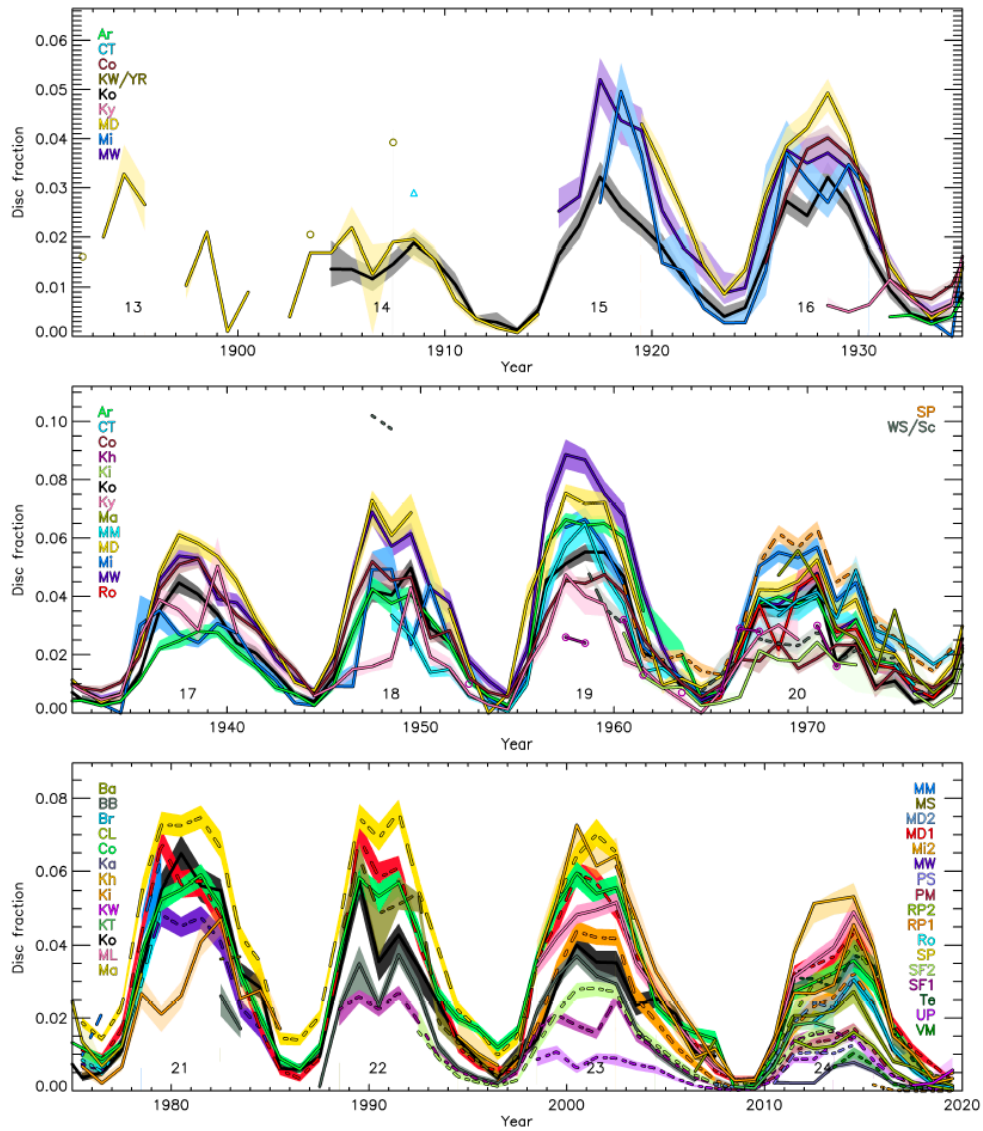 0.06
0.05
0.04
0.03
0.02
0.01
0.00
Disc fraction
Ar
CT
Co
KW/YR
Ko
Ky
MD
Mi
MW
13
14
15
16
1900
1910
1920
1930
Year
0.10
0.08
0.06
0.04
0.02
0.00
Disc fraction
Ar
CT
Co
Kh
Ki
Ko
Ky
Ma
MM
MD
Mi
MW
Ro
SP
WS/Sc
17
18
19
20
1940
1950
1960
1970
Year
0.08
0.06
0.04
0.02
0.00
Disc fraction
Ba
BB
Br
CL
Co
Ka
Kh
Ki
KW
KT
Ko
ML
Ma
MM
MS
MD2
MD1
Mi2
MW
PS
PM
RP2
RP1
Ro
SP
SF2
SF1
Te
UP
VM
21
22
23
24
1980
1990
2000
2010
2020
Year